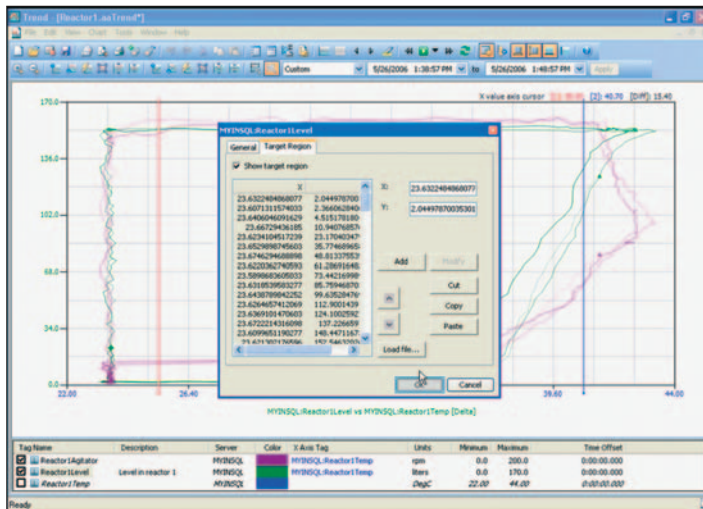 Trend - [Reactor1.aaTrend*]
File Edit View Chart Tools Window Help
Custom 5/26/2006 1:38:57 PM to 5/26/2006 1:48:57 PM Apply
X value axis cursor [2]: 40.70 [Diff]: 15.40
170.0
136.0
102.0
68.0
34.0
0.0
22.00 26.40 39.60 44.00
MYINSQL:Reactor1Level
General Target Region
Show target region
X
23.6322484868077 2.044978700
23.6071311574033 2.366062840
23.6406046091629 4.515178180
23.66729436185 10.94076857
23.6234104517239 23.17040347
23.6529898745603 35.77468965
23.6746294688898 48.81337553
23.6220362740593 61.28691648
23.5898683605033 73.44216998
23.6318539583277 85.75946870
23.6438789842252 99.63528476
23.6264657412069 112.900143
23.6369101470603 124.100259
23.6722214316098 137.226659
23.6099651190277 148.447116
23.621302176596 152.546320
X: 23.6322484868077
Y: 2.04497870035301
Add Modify
Cut
Copy
Paste
Load file...
OK Cancel
MYINSQL:Reactor1Level vs MYINSQL:Reactor1Temp [Delta]
Tag Name Description Server Color X Axis Tag Units Minimum Maximum Time Offset
Reactor1Agitator MYINSQL MYINSQL:Reactor1Temp rpm 0.0 200.0 0:00:00.000
Reactor1Level Level in reactor 1 MYINSQL MYINSQL:Reactor1Temp liters 0.0 170.0 0:00:00.000
Reactor1Temp MYINSQL DegC 22.00 44.00 0:00:00.000
Ready